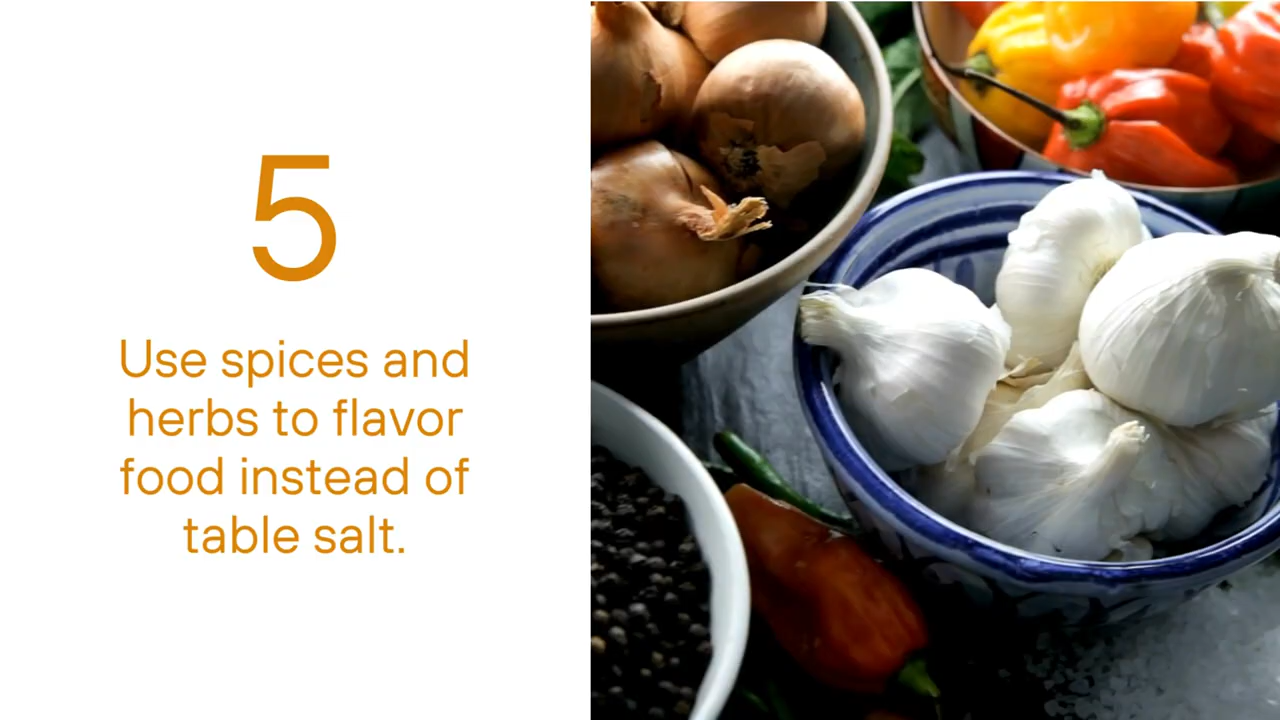 5
Use spices and
herbs to flavor
food instead of
table salt.